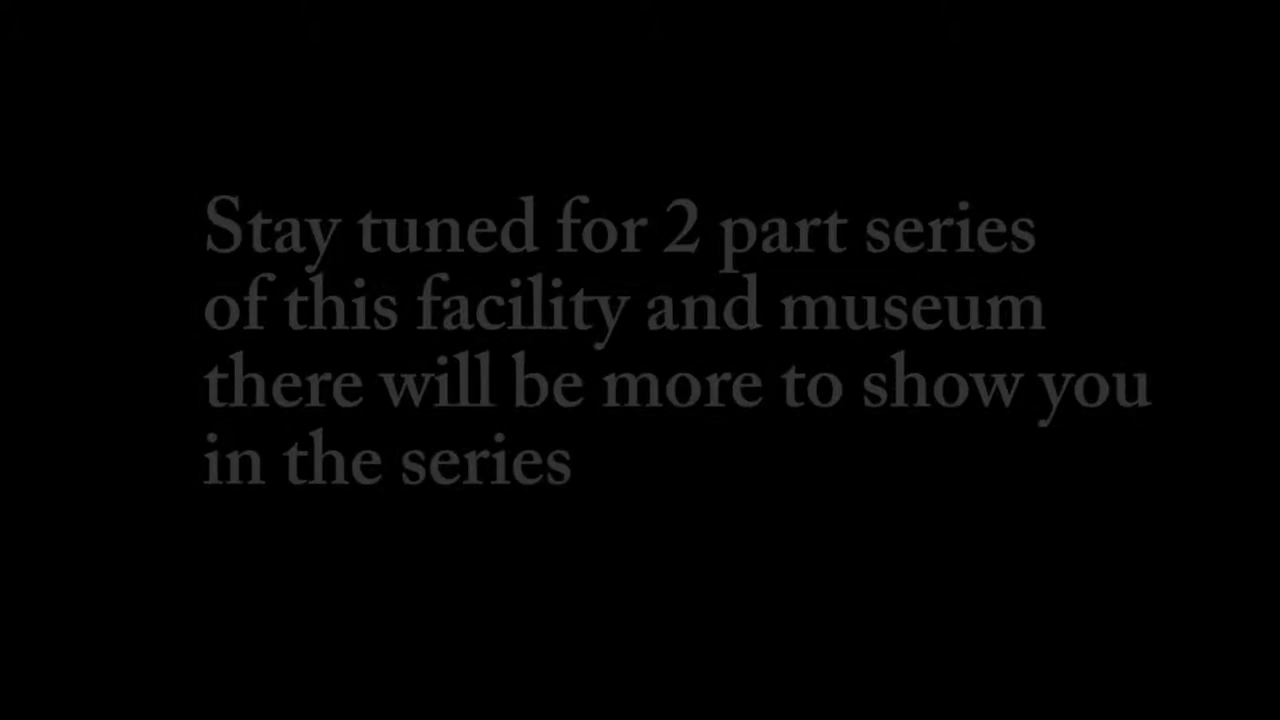 Stay tuned for 2 part series
of this facility and museum
there will be more to show you
in the series